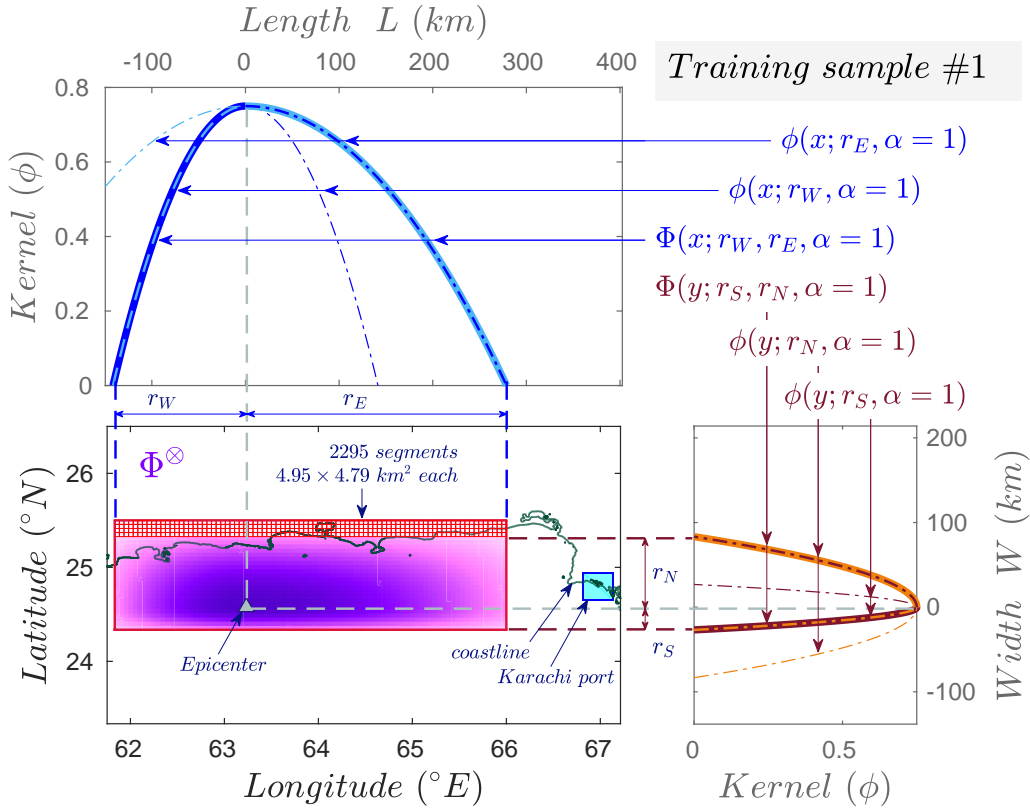 Length L (km)
-100 0 100 200 300 400
Training sample #1
Kernel (ϕ)
0.8
0.6
0.4
0.2
0
ϕ(x; r_E, α = 1)
ϕ(x; r_W, α = 1)
Φ(x; r_W, r_E, α = 1)
Φ(y; r_S, r_N, α = 1)
ϕ(y; r_N, α = 1)
ϕ(y; r_S, α = 1)
r_W r_E
Latitude (°N)
26
25
24
Φ^⊗
2295 segments
4.95 × 4.79 km² each
Epicenter
coastline
Karachi port
r_N
r_S
62 63 64 65 66 67
Longitude (°E)
200
100
0
-100
Width W (km)
0 0.5
Kernel (ϕ)